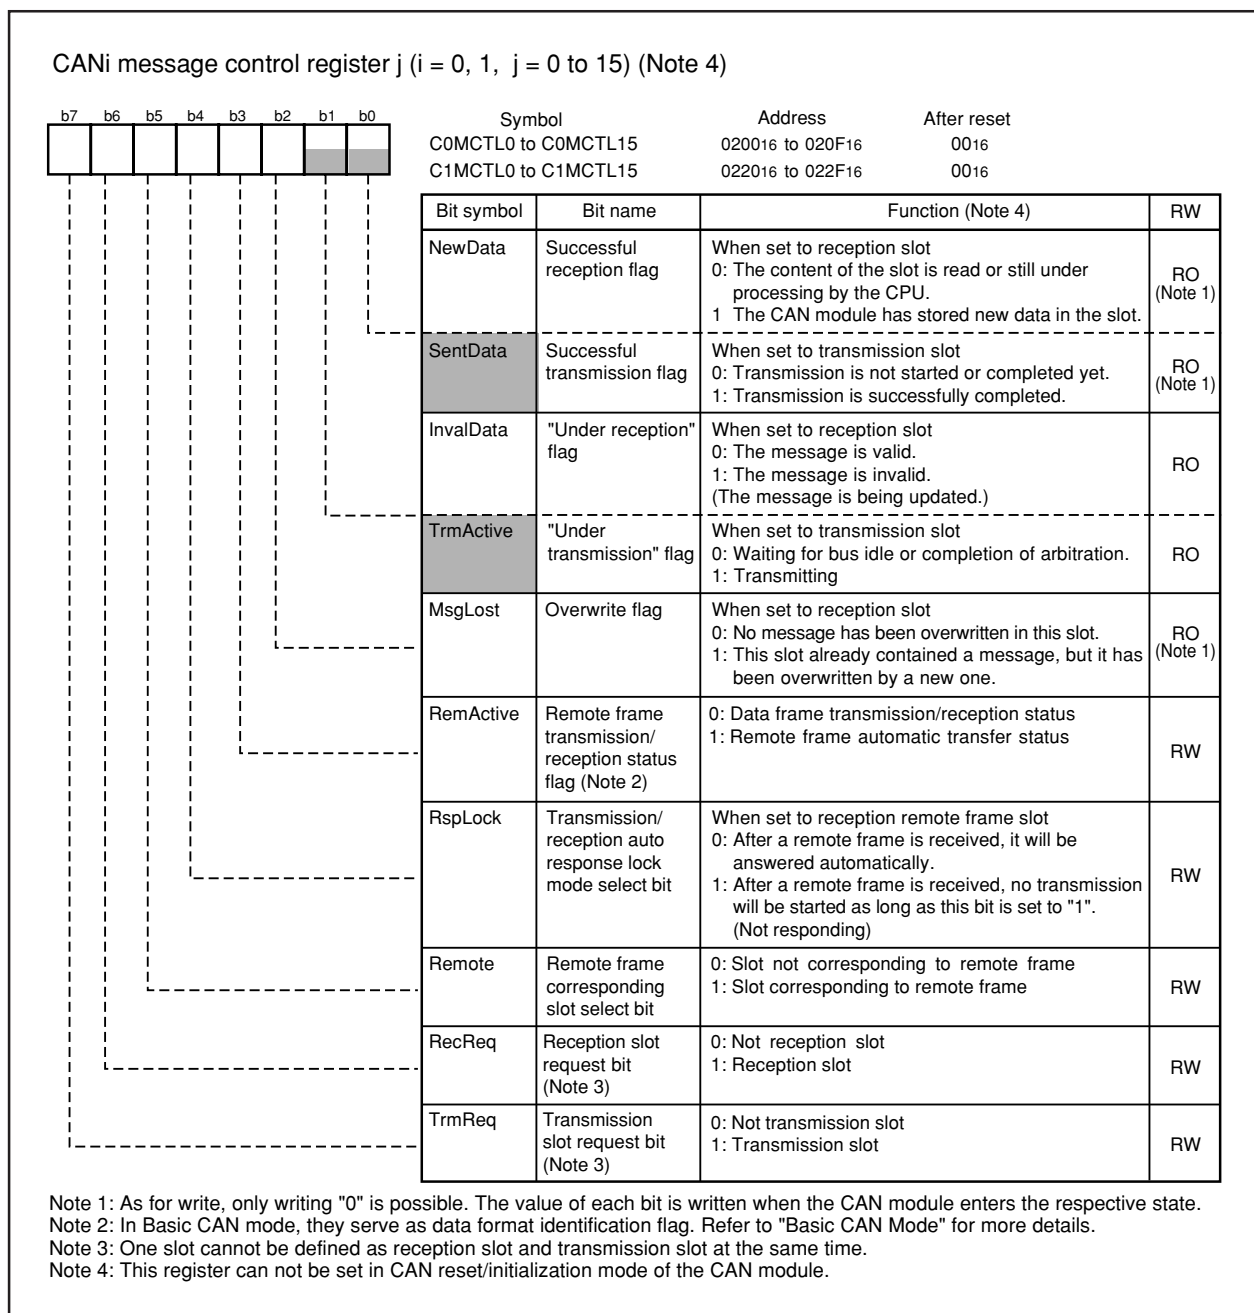 CANi message control register j (i = 0, 1, j = 0 to 15) (Note 4)
b7 b6 b5 b4 b3 b2 b1 b0
Symbol Address After reset
C0MCTL0 to C0MCTL15 020016 to 020F16 0016
C1MCTL0 to C1MCTL15 022016 to 022F16 0016
Bit symbol Bit name Function (Note 4) RW
NewData Successful When set to reception slot
reception flag 0: The content of the slot is read or still under RO
processing by the CPU. (Note 1)
1 The CAN module has stored new data in the slot.
SentData Successful When set to transmission slot
transmission flag 0: Transmission is not started or completed yet. RO
1: Transmission is successfully completed. (Note 1)
InvalData "Under reception" When set to reception slot
flag 0: The message is valid.
1: The message is invalid. RO
(The message is being updated.)
TrmActive "Under When set to transmission slot
transmission" flag 0: Waiting for bus idle or completion of arbitration. RO
1: Transmitting
MsgLost Overwrite flag When set to reception slot
0: No message has been overwritten in this slot. RO
1: This slot already contained a message, but it has (Note 1)
been overwritten by a new one.
RemActive Remote frame 0: Data frame transmission/reception status
transmission/ 1: Remote frame automatic transfer status
reception status RW
flag (Note 2)
RspLock Transmission/ When set to reception remote frame slot
reception auto 0: After a remote frame is received, it will be
response lock answered automatically.
mode select bit 1: After a remote frame is received, no transmission RW
will be started as long as this bit is set to "1".
(Not responding)
Remote Remote frame 0: Slot not corresponding to remote frame
corresponding 1: Slot corresponding to remote frame RW
slot select bit
RecReq Reception slot 0: Not reception slot
request bit 1: Reception slot RW
(Note 3)
TrmReq Transmission 0: Not transmission slot
slot request bit 1: Transmission slot RW
(Note 3)
Note 1: As for write, only writing "0" is possible. The value of each bit is written when the CAN module enters the respective state.
Note 2: In Basic CAN mode, they serve as data format identification flag. Refer to "Basic CAN Mode" for more details.
Note 3: One slot cannot be defined as reception slot and transmission slot at the same time.
Note 4: This register can not be set in CAN reset/initialization mode of the CAN module.